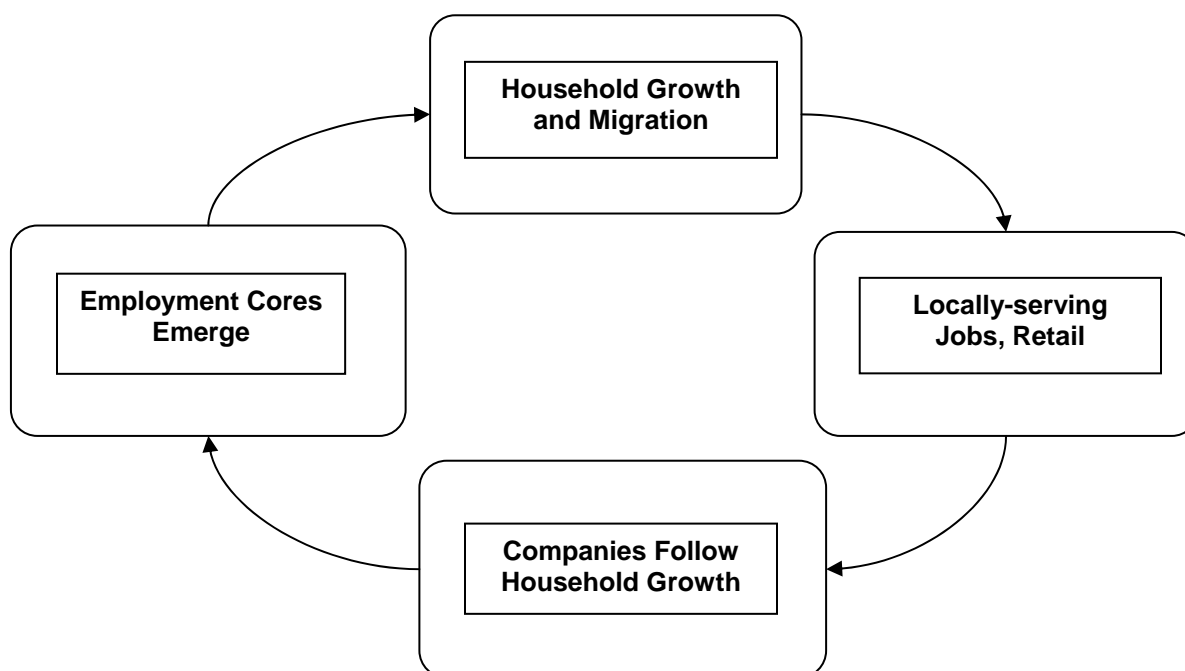 Household Growth
and Migration
Employment Cores
Emerge
Locally-serving
Jobs, Retail
Companies Follow
Household Growth